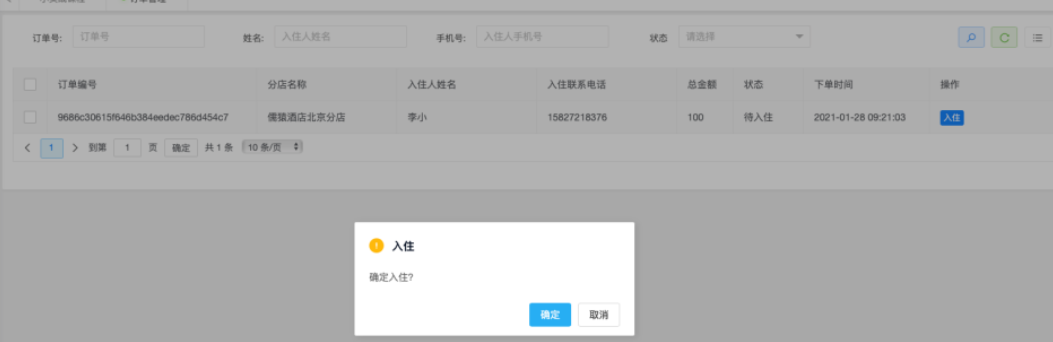 订单号: 订单号 姓名: 入住人姓名 手机号: 入住人手机号 状态 请选择
订单编号 分店名称 入住人姓名 入住联系电话 总金额 状态 下单时间 操作
9686c30615f646b384eedec786d454c7 儒猿酒店北京分店 李小 15827218376 100 待入住 2021-01-28 09:21:03 入住
< 1 > 到第 1 页 确定 共 1 条 10 条/页
入住
确定入住?
确定 取消